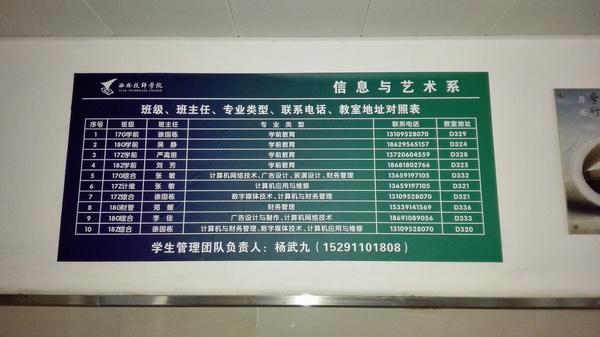 西安技师学院
信息与艺术系
班级、班主任、专业类型、联系电话、教室地址对照表
序号 班级 班主任 专业类型 联系电话 教室地址
1 17G学前 徐国栋 学前教育 13109528070 D329
2 18G学前 吴静 学前教育 18629565157 D324
3 17Z学前 严高培 学前教育 13720604559 D328
4 18Z学前 刘芳 学前教育 18681802766 D325
5 17G综合 张敏 计算机网络技术、广告设计、装潢设计、财务管理 13659197105 D332
6 17Z计维 张敏 计算机应用与维修 13659197105 D321
7 17Z综合 徐国栋 数字媒体技术、计算机与财务管理 13109528070 D321
8 18G财管 郑媛 财务管理 15339141569 D336
9 18G综合 李佳 广告设计与制作、计算机网络技术 18691089056 D333
10 18Z综合 徐国栋 计算机与财务管理、数字媒体技术、计算机应用与维修 13109528070 D320
学生管理团队负责人：杨武九（15291101808）